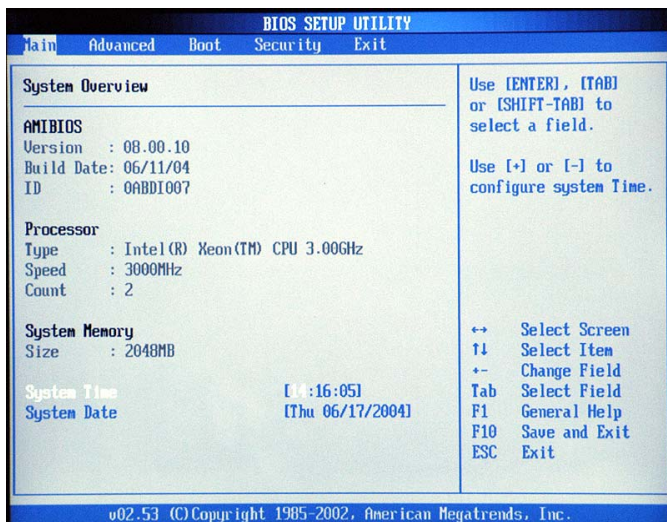 BIOS SETUP UTILITY
Main Advanced Boot Security Exit
System Overview
AMIBIOS
Version : 08.00.10
Build Date: 06/11/04
ID : 0ABDI007
Processor
Type : Intel(R) Xeon(TM) CPU 3.00GHz
Speed : 3000MHz
Count : 2
System Memory
Size : 2048MB
System Time [14:16:05]
System Date [Thu 06/17/2004]
Use [ENTER], [TAB]
or [SHIFT-TAB] to
select a field.
Use [+] or [-] to
configure system Time.
↔ Select Screen
↑↓ Select Item
+- Change Field
Tab Select Field
F1 General Help
F10 Save and Exit
ESC Exit
v02.53 (C)Copyright 1985-2002, American Megatrends, Inc.